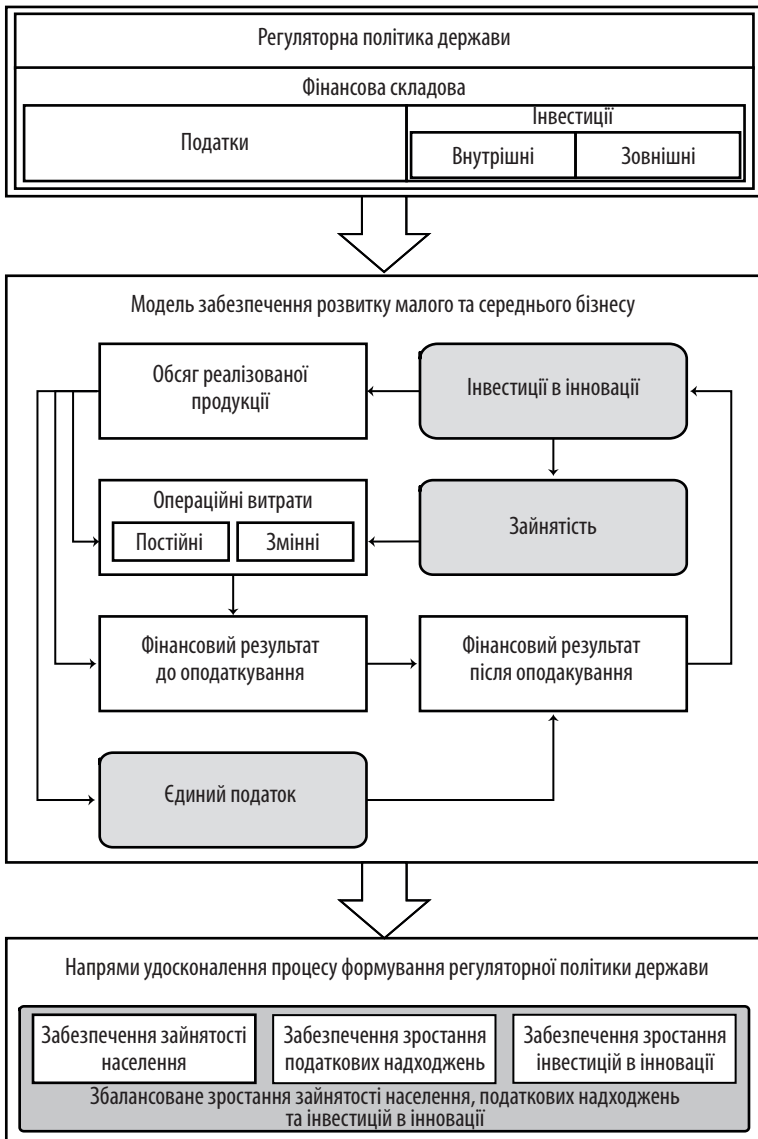 Регуляторна політика держави
Фінансова складова
Податки
Інвестиції
Внутрішні
Зовнішні
Модель забезпечення розвитку малого та середнього бізнесу
Обсяг реалізованої
продукції
Інвестиції в інновації
Операційні витрати
Постійні
Змінні
Зайнятість
Фінансовий результат
до оподаткування
Фінансовий результат
після оподакування
Єдиний податок
Напрями удосконалення процесу формування регуляторної політики держави
Забезпечення зайнятості
населення
Забезпечення зростання
податкових надходжень
Забезпечення зростання
інвестицій в інновації
Збалансоване зростання зайнятості населення, податкових надходжень
та інвестицій в інновації